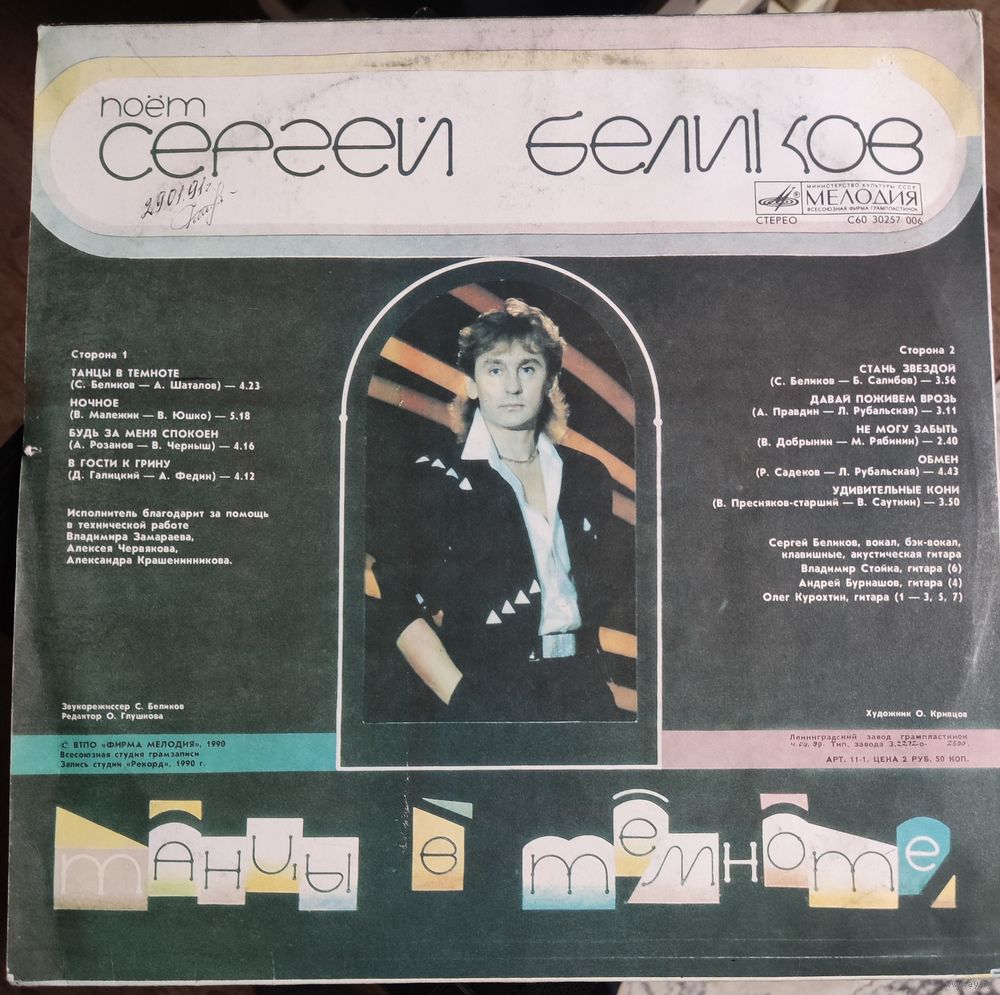 поёт
СЕРГЕЙ БЕЛИКОВ
29.01.91г.
МИНИСТЕРСТВО КУЛЬТУРЫ СССР
МЕЛОДИЯ
ВСЕСОЮЗНАЯ ФИРМА ГРАМПЛАСТИНОК
СТЕРЕО С60 30257 006
Сторона 1
ТАНЦЫ В ТЕМНОТЕ
(С. Беликов — А. Шаталов) — 4.23
НОЧНОЕ
(В. Малежик — В. Юшко) — 5.18
БУДЬ ЗА МЕНЯ СПОКОЕН
(А. Розанов — В. Черныш) — 4.16
В ГОСТИ К ГРИНУ
(Д. Галицкий — А. Федин) — 4.12
Исполнитель благодарит за помощь
в технической работе
Владимира Замараева,
Алексея Червякова,
Александра Крашенинникова.
Сторона 2
СТАНЬ ЗВЕЗДОЙ
(С. Беликов — Б. Салибов) — 3.56
ДАВАЙ ПОЖИВЕМ ВРОЗЬ
(А. Правдин — Л. Рубальская) — 3.11
НЕ МОГУ ЗАБЫТЬ
(В. Добрынин — М. Рябинин) — 2.40
ОБМЕН
(Р. Садеков — Л. Рубальская) — 4.43
УДИВИТЕЛЬНЫЕ КОНИ
(В. Пресняков-старший — В. Сауткин) — 3.50
Сергей Беликов, вокал, бэк-вокал,
клавишные, акустическая гитара
Владимир Стойка, гитара (6)
Андрей Бурнашов, гитара (4)
Олег Курохтин, гитара (1 — 3, 5, 7)
Звукорежиссер С. Беликов
Редактор О. Глушкова
Художник О. Кривцов
© ВТПО «ФИРМА МЕЛОДИЯ», 1990
Всесоюзная студия грамзаписи
Запись студии «Рекорд», 1990 г.
Ленинградский завод грампластинок
Тип. завода З.
АРТ. 11-1. ЦЕНА 2 РУБ. 50 КОП.
танцы в темноте